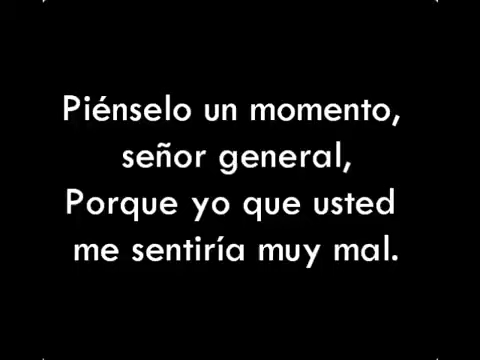 Piénselo un momento,
señor general,
Porque yo que usted
me sentiría muy mal.